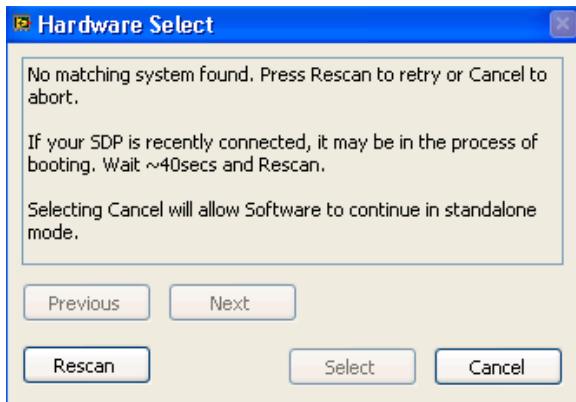 Hardware Select
No matching system found. Press Rescan to retry or Cancel to
abort.
If your SDP is recently connected, it may be in the process of
booting. Wait ~40secs and Rescan.
Selecting Cancel will allow Software to continue in standalone
mode.
Previous Next
Rescan Select Cancel